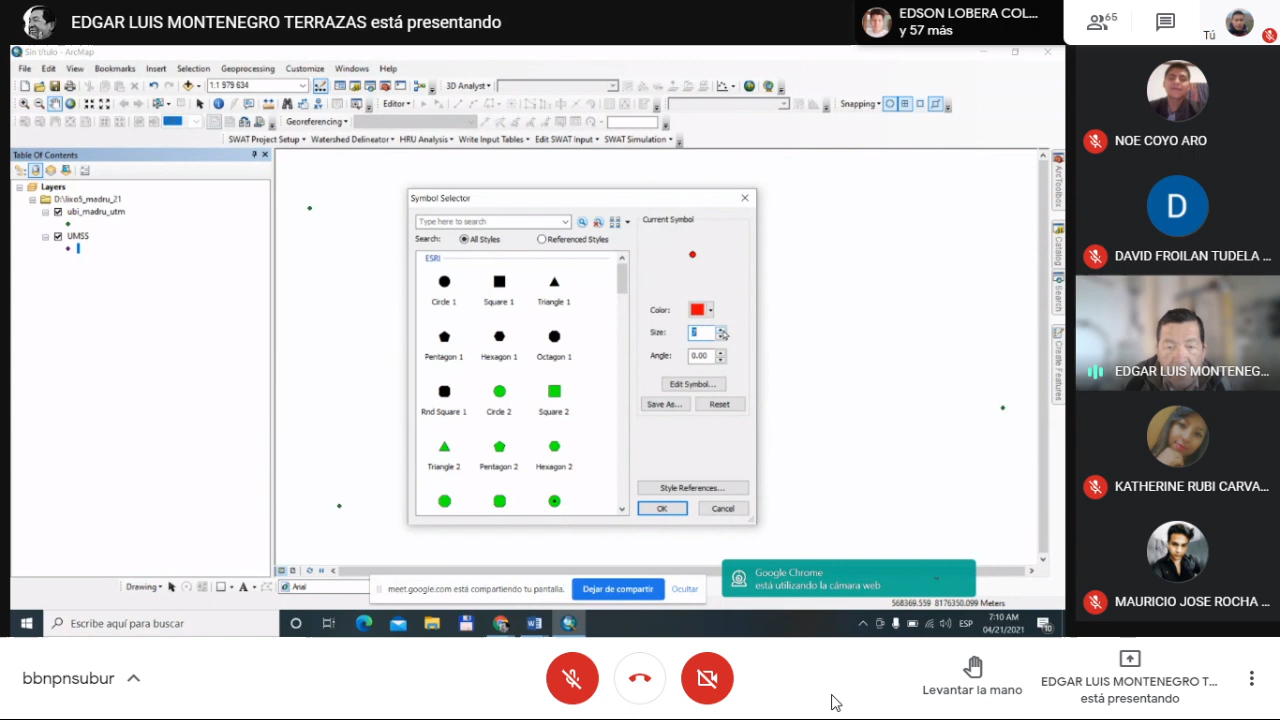 EDGAR LUIS MONTENEGRO TERRAZAS está presentando
EDSON LOBERA COL...
y 57 más
65
Tú
Sin título - ArcMap
File Edit View Bookmarks Insert Selection Geoprocessing Customize Windows Help
1:1 979 634
3D Analyst
Editor
Snapping
Georeferencing
SWAT Project Setup Watershed Delineator HRU Analysis Write Input Tables Edit SWAT Input SWAT Simulation
Table Of Contents
Layers
D:\lixo5_madru_21
ubi_madru_utm
UMSS
Symbol Selector
Type here to search
Search: All Styles Referenced Styles
ESRI
Circle 1 Square 1 Triangle 1
Pentagon 1 Hexagon 1 Octagon 1
Rnd Square 1 Circle 2 Square 2
Triangle 2 Pentagon 2 Hexagon 2
Current Symbol
Color:
Size: 7
Angle: 0.00
Edit Symbol...
Save As... Reset
Style References...
OK Cancel
ArcToolbox
Catalog
Search
Create Features
Drawing
A
Arial
meet.google.com está compartiendo tu pantalla.
Dejar de compartir
Ocultar
Google Chrome
está utilizando la cámara web
568369.559 8176350.099 Meters
Escribe aquí para buscar
ESP
7:10 AM
04/21/2021
10
NOE COYO ARO
D
DAVID FROILAN TUDELA ...
EDGAR LUIS MONTENEG...
KATHERINE RUBI CARVA...
MAURICIO JOSE ROCHA ...
bbnpnsubur
Levantar la mano
EDGAR LUIS MONTENEGRO T...
está presentando